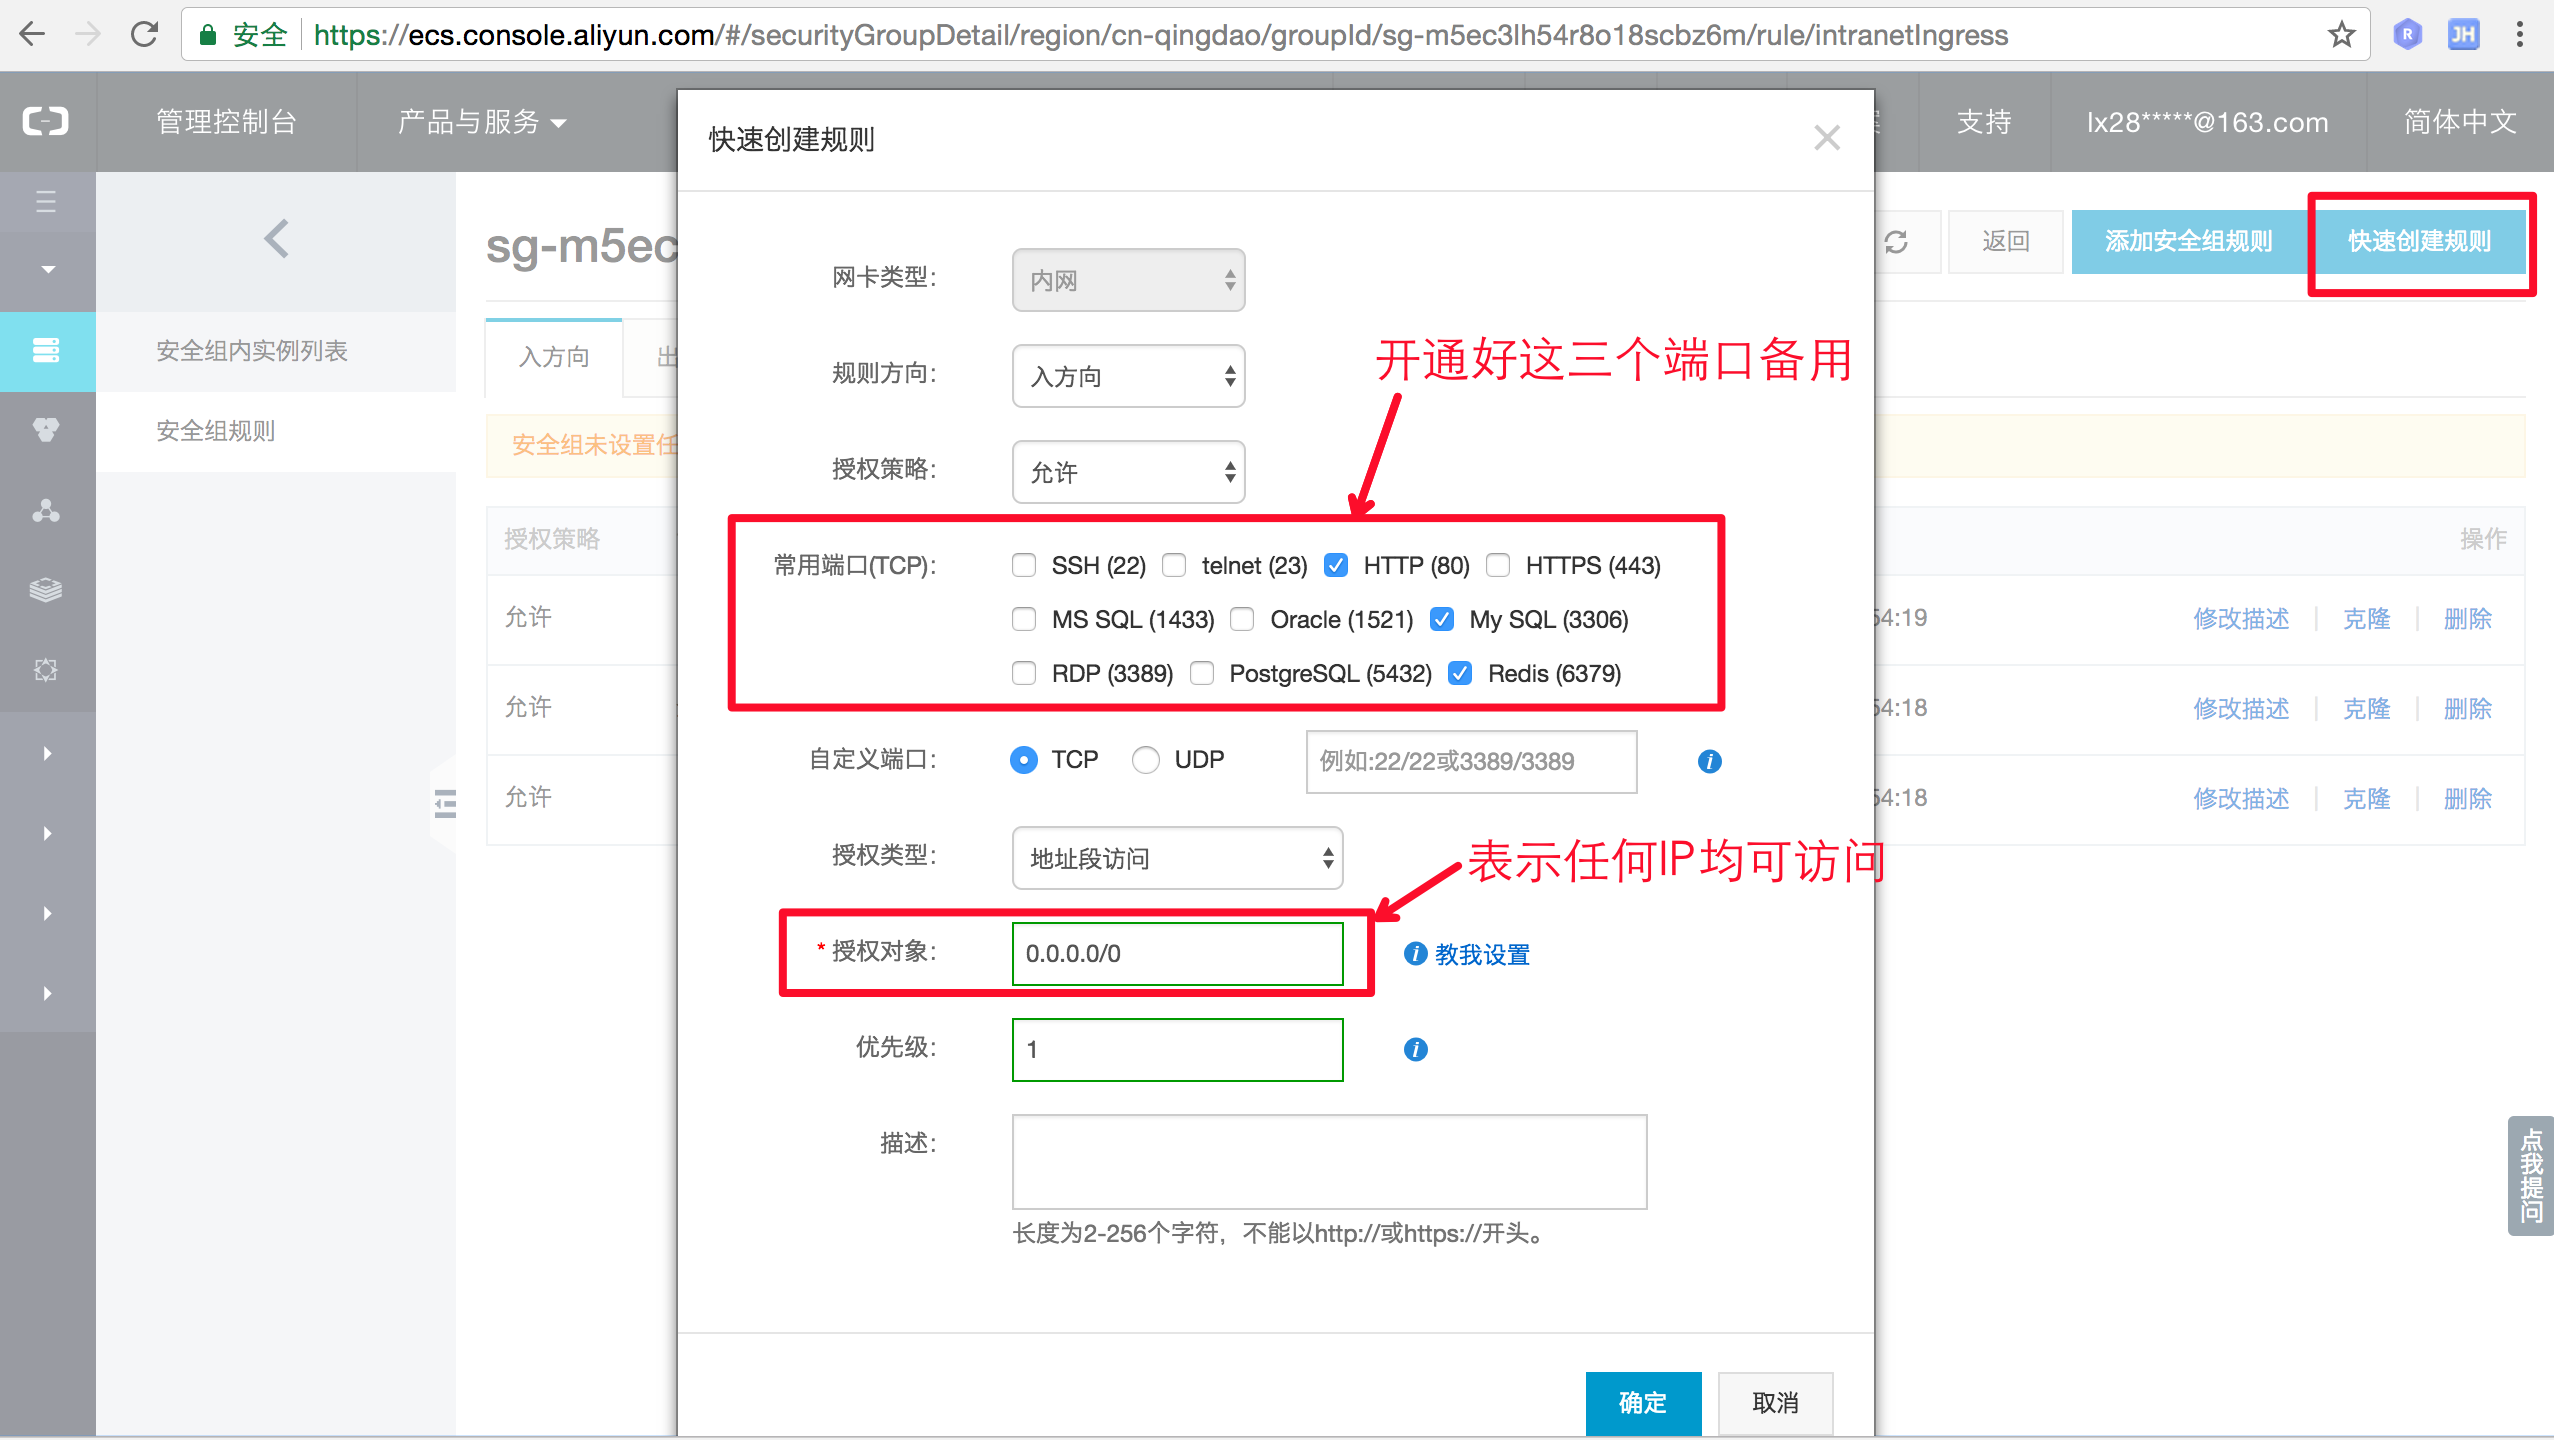 安全 https://ecs.console.aliyun.com/#/securityGroupDetail/region/cn-qingdao/groupId/sg-m5ec3lh54r8o18scbz6m/rule/intranetIngress
R
JH
管理控制台
产品与服务
支持
lx28*****@163.com
简体中文
快速创建规则
sg-m5ec
返回
添加安全组规则
快速创建规则
安全组内实例列表
安全组规则
入方向
出
安全组未设置任
授权策略
操作
允许
54:19
修改描述 克隆 删除
允许
54:18
修改描述 克隆 删除
允许
54:18
修改描述 克隆 删除
网卡类型: 内网
规则方向: 入方向
开通好这三个端口备用
授权策略: 允许
常用端口(TCP): SSH (22) telnet (23) HTTP (80) HTTPS (443)
MS SQL (1433) Oracle (1521) My SQL (3306)
RDP (3389) PostgreSQL (5432) Redis (6379)
自定义端口: TCP UDP 例如:22/22或3389/3389
授权类型: 地址段访问
表示任何IP均可访问
* 授权对象: 0.0.0.0/0 教我设置
优先级: 1
描述:
长度为2-256个字符，不能以http://或https://开头。
确定 取消
点我提问